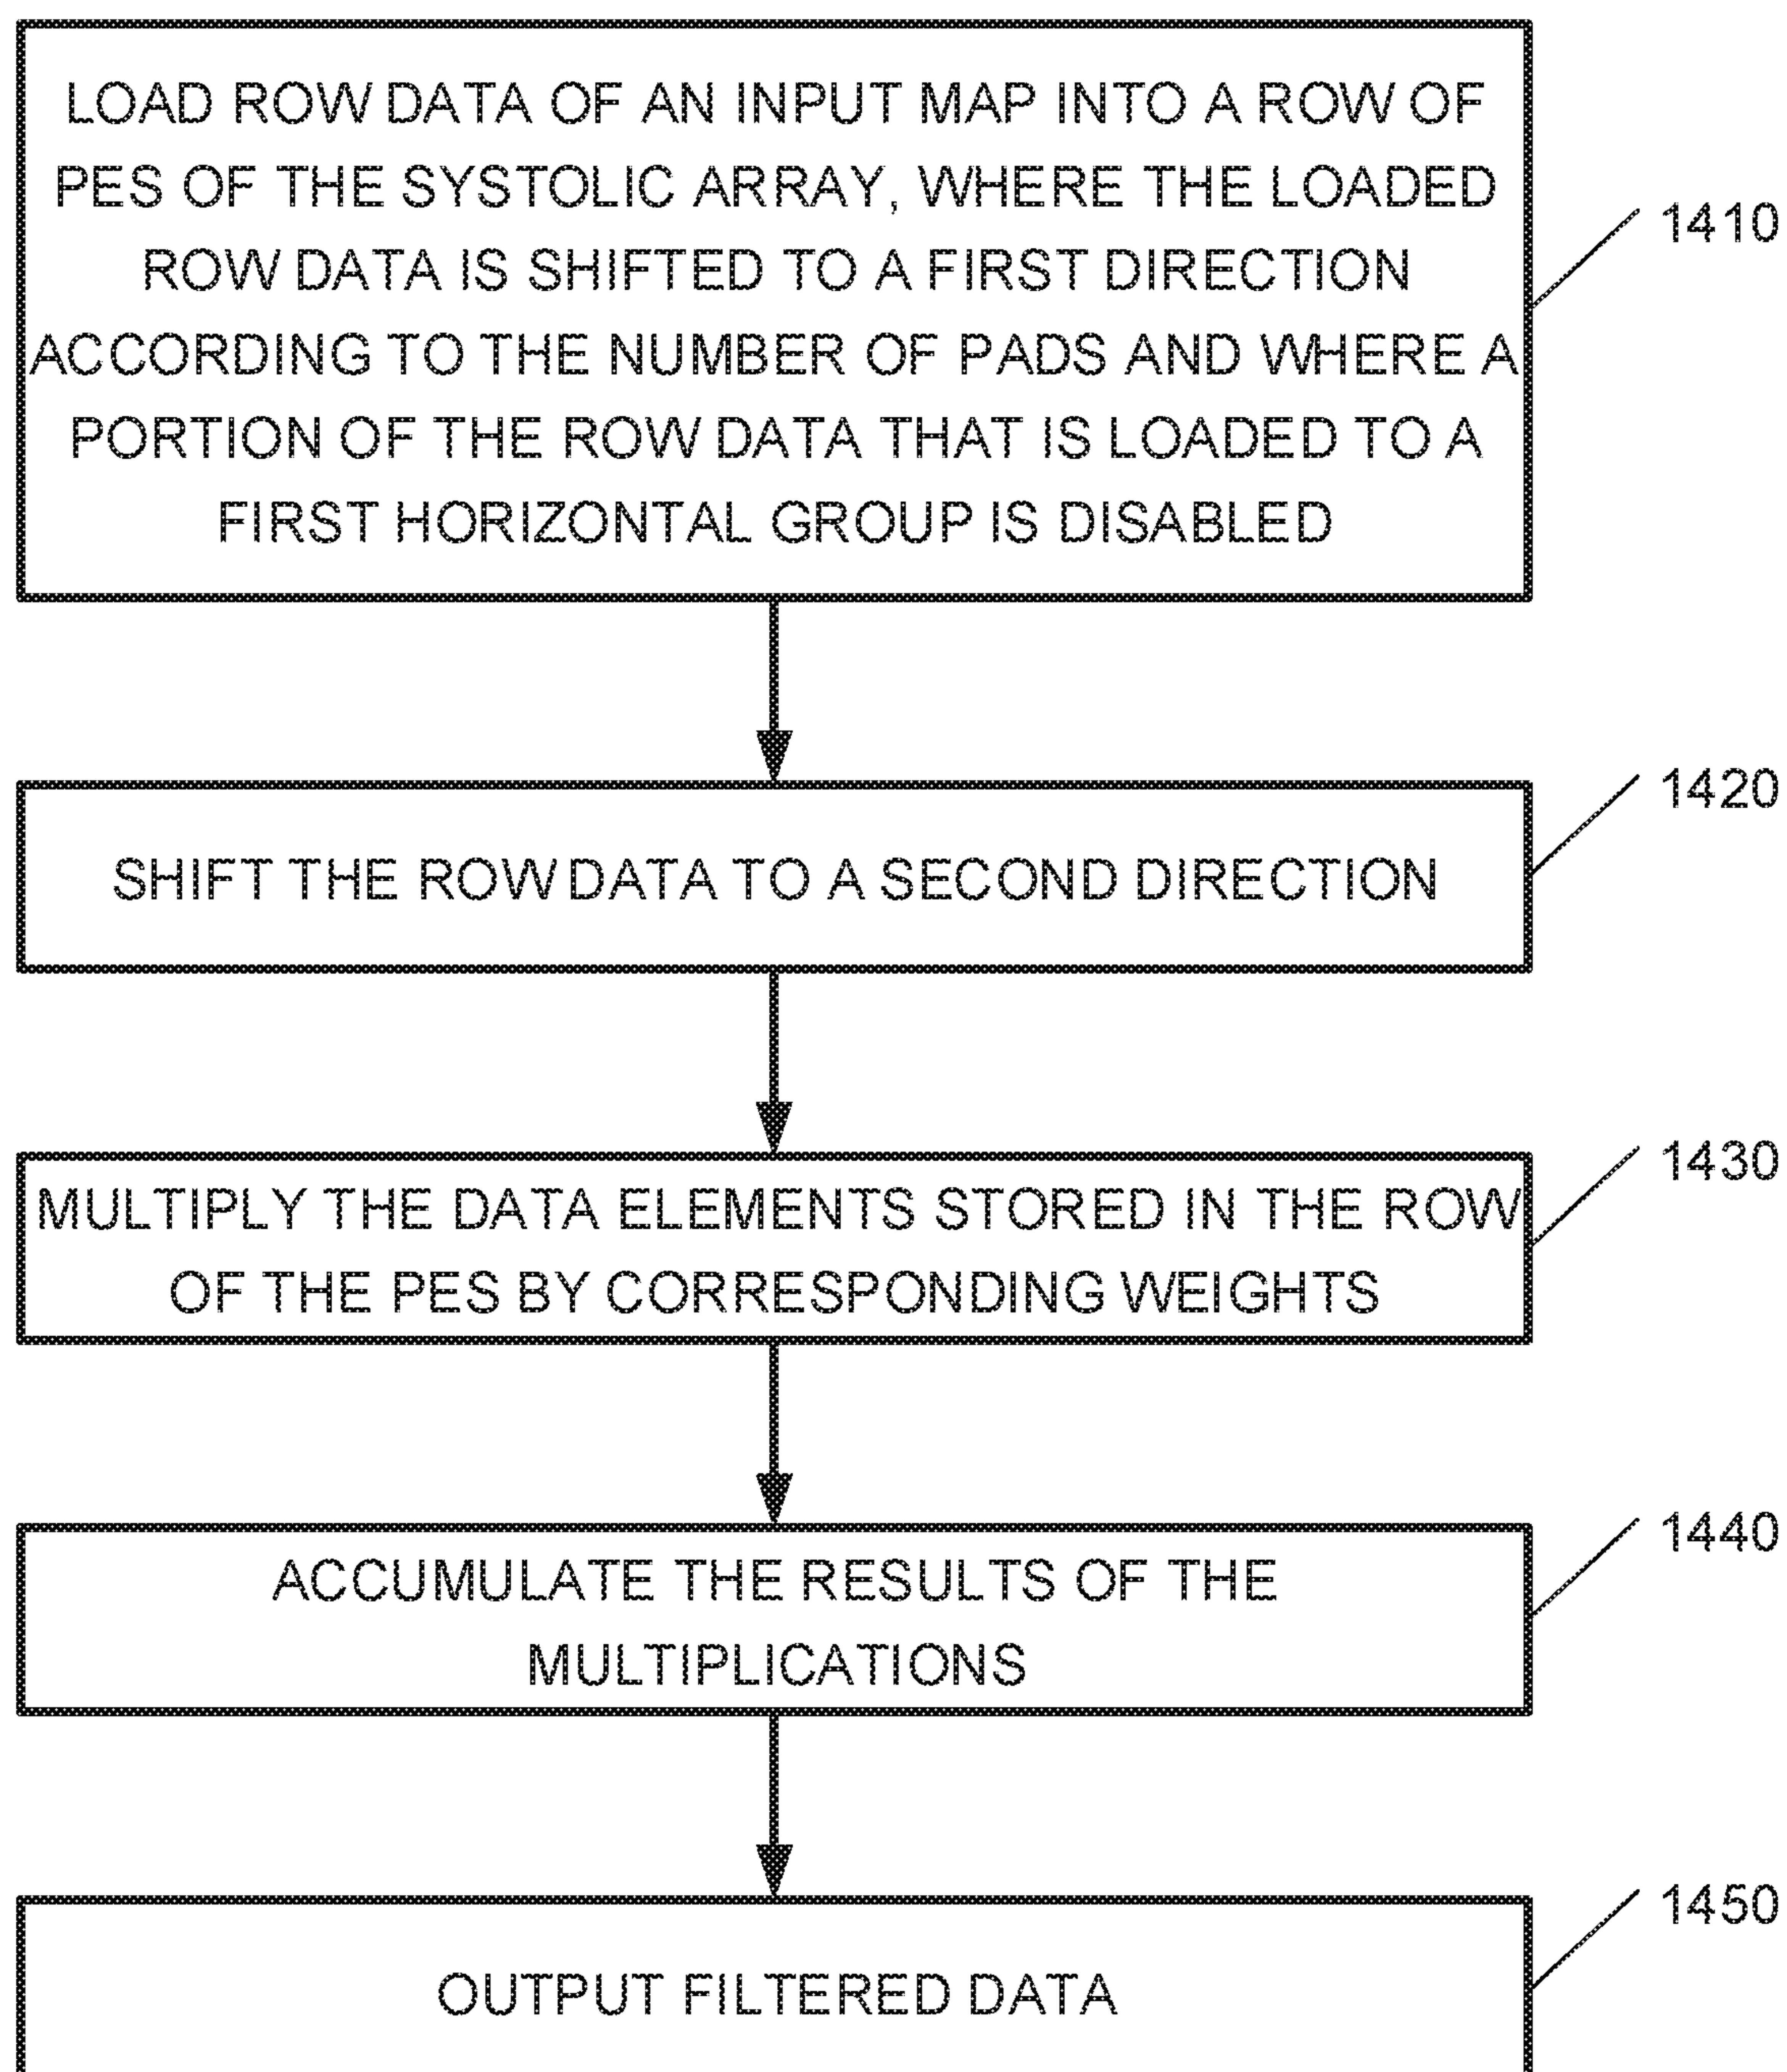 LOAD ROW DATA OF AN INPUT MAP INTO A ROW OF
PES OF THE SYSTOLIC ARRAY, WHERE THE LOADED
ROW DATA IS SHIFTED TO A FIRST DIRECTION
ACCORDING TO THE NUMBER OF PADS AND WHERE A
PORTION OF THE ROW DATA THAT IS LOADED TO A
FIRST HORIZONTAL GROUP IS DISABLED
1410
SHIFT THE ROW DATA TO A SECOND DIRECTION
1420
MULTIPLY THE DATA ELEMENTS STORED IN THE ROW
OF THE PES BY CORRESPONDING WEIGHTS
1430
ACCUMULATE THE RESULTS OF THE
MULTIPLICATIONS
1440
OUTPUT FILTERED DATA
1450